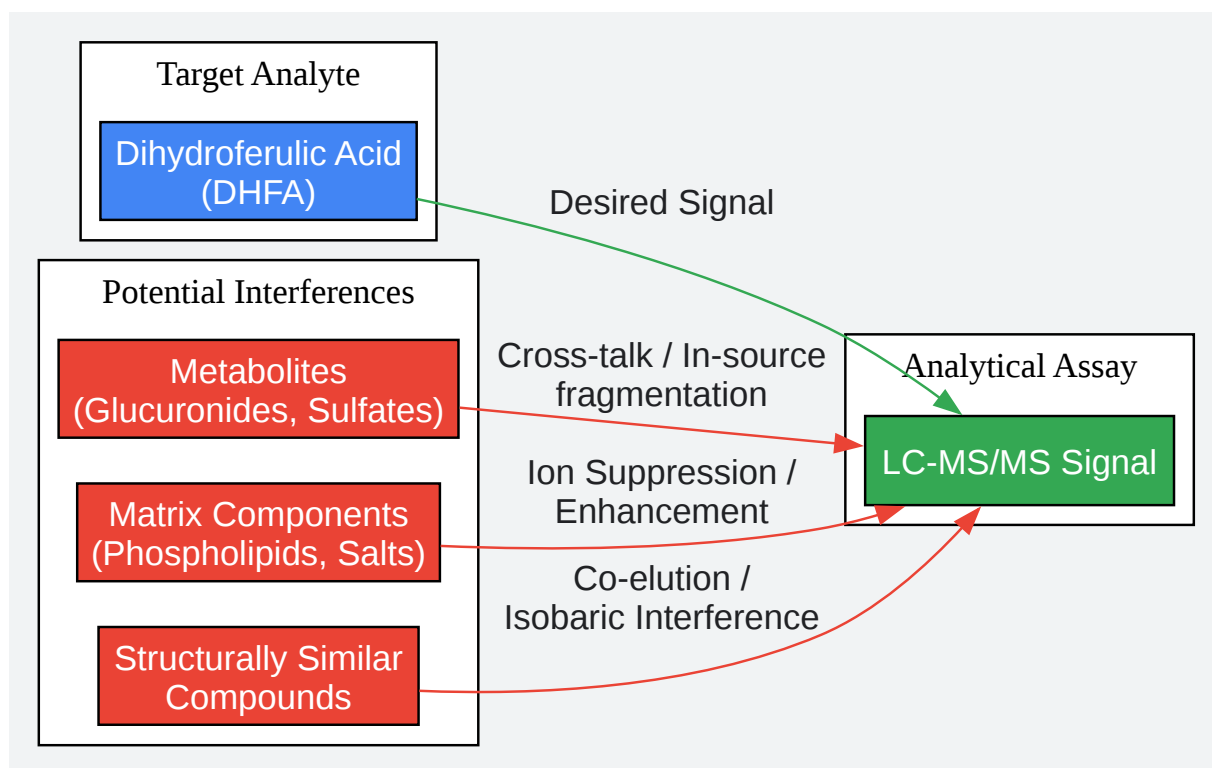 Target Analyte
Dihydroferulic Acid
(DHFA)
Desired Signal
Potential Interferences
Metabolites
(Glucuronides, Sulfates)
Cross-talk / In-source
fragmentation
Analytical Assay
LC-MS/MS Signal
Matrix Components
(Phospholipids, Salts)
Ion Suppression /
Enhancement
Structurally Similar
Compounds
Co-elution /
Isobaric Interference